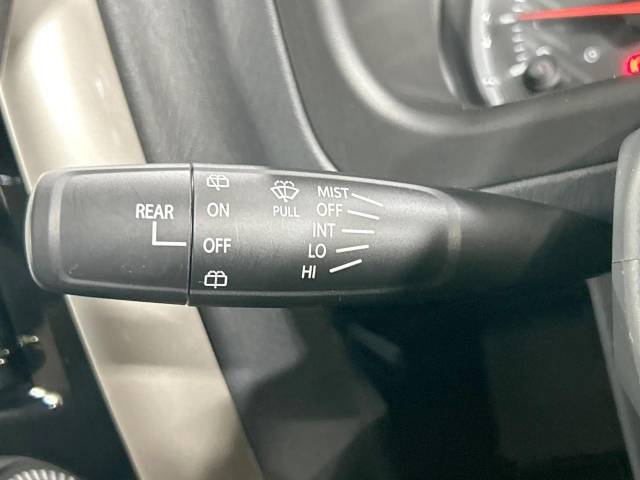 REAR
ON
OFF
PULL
MIST
OFF
INT
LO
HI